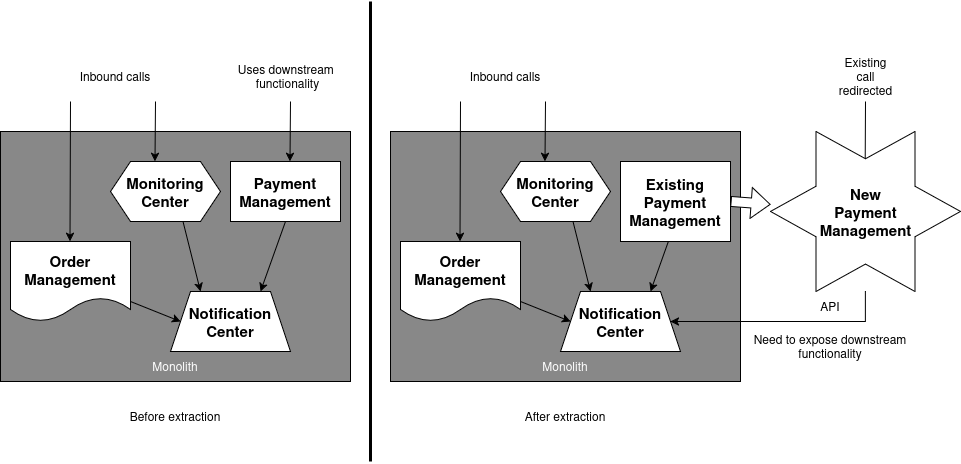 Inbound calls
Uses downstream
functionality
Monitoring
Center
Payment
Management
Order
Management
Notification
Center
Monolith
Before extraction
Inbound calls
Existing
call
redirected
Monitoring
Center
Existing
Payment
Management
New
Payment
Management
Order
Management
Notification
Center
API
Need to expose downstream
functionality
Monolith
After extraction